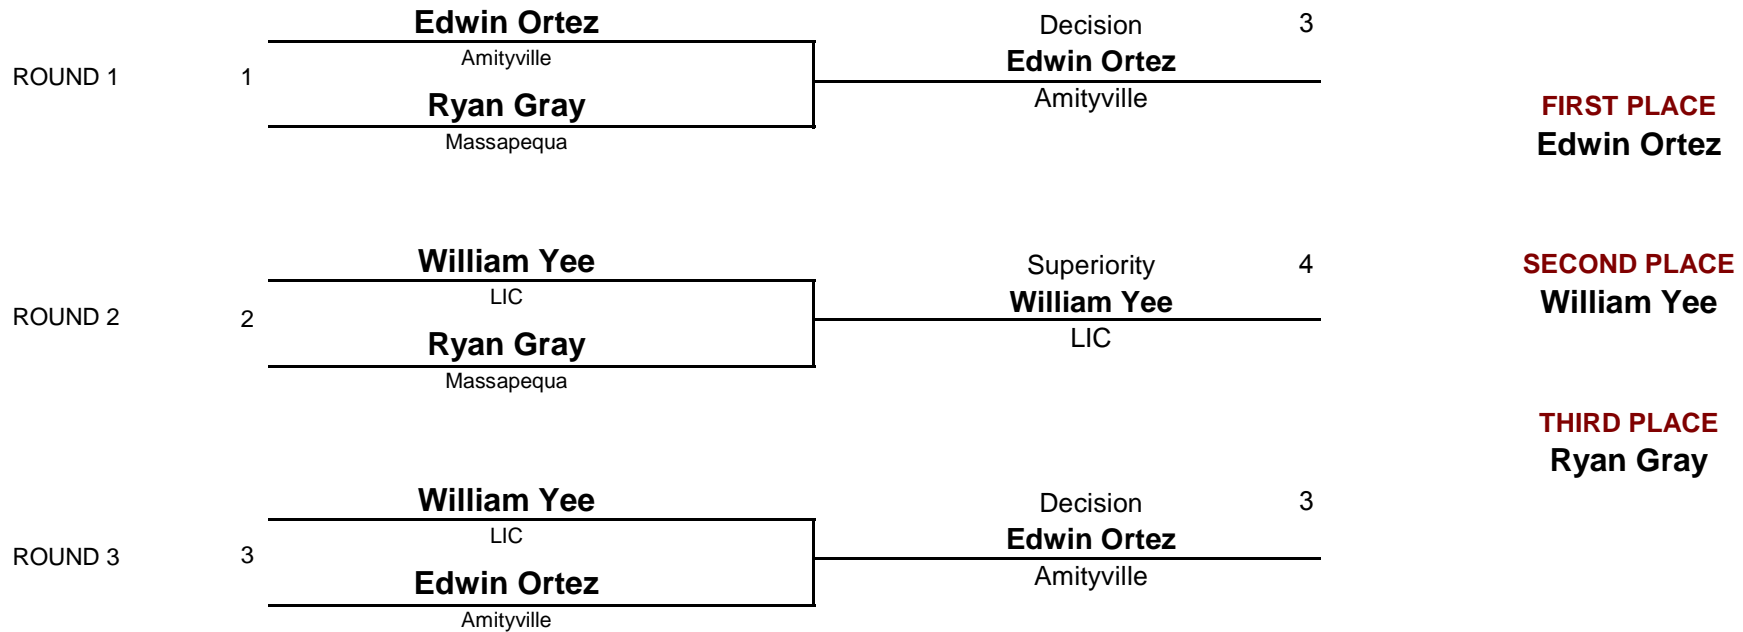 Edwin Ortez
Amityville
ROUND 1
1
Ryan Gray
Massapequa
Decision
3
Edwin Ortez
Amityville
William Yee
LIC
ROUND 2
2
Ryan Gray
Massapequa
Superiority
4
William Yee
LIC
William Yee
LIC
ROUND 3
3
Edwin Ortez
Amityville
Decision
3
Edwin Ortez
Amityville
FIRST PLACE
Edwin Ortez
SECOND PLACE
William Yee
THIRD PLACE
Ryan Gray